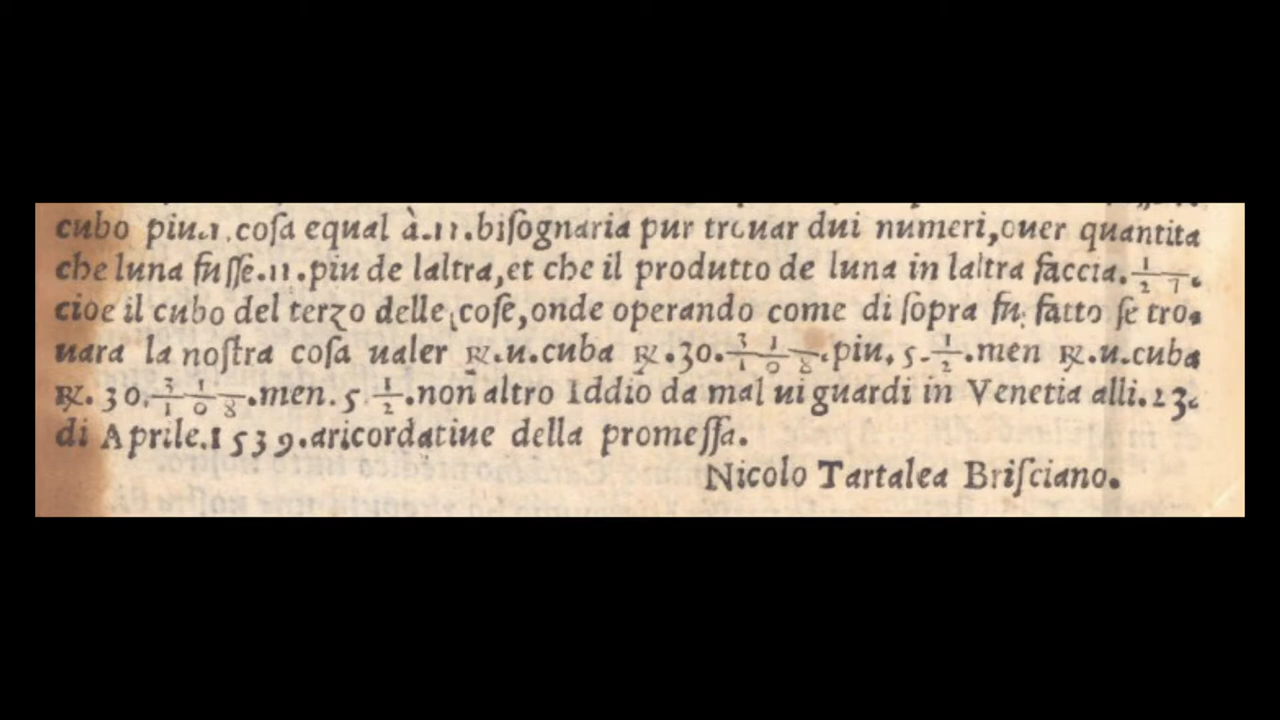 cubo piu.1.coſa equal à.11.biſognaria pur trouar dui numeri,ouer quantita
che luna fuſſe.11.piu de laltra,et che il produtto de luna in laltra faccia.1/27.
cioe il cubo del terzo delle coſe,onde operando come di ſopra fu fatto ſe tro-
uara la noſtra coſa ualer ℞.u.cuba ℞.30.31/108.piu.5.1/2.men ℞.u.cuba
℞.30.31/108.men.5 1/2.non altro Iddio da mal ui guardi in Venetia alli.23.
di Aprile.1539.aricordatiue della promeſſa.
Nicolo Tartalea Briſciano.